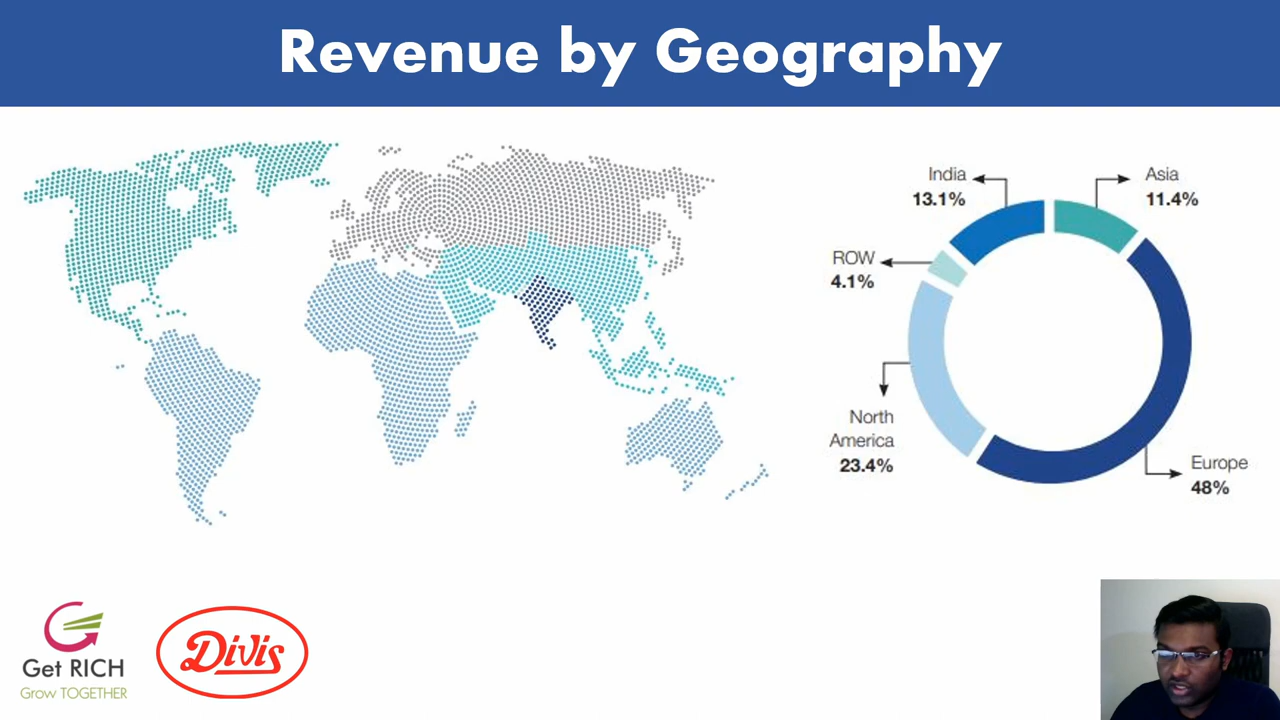 Revenue by Geography
India
13.1%
Asia
11.4%
ROW
4.1%
North
America
23.4%
Europe
48%
Get RICH
Grow TOGETHER
Divis